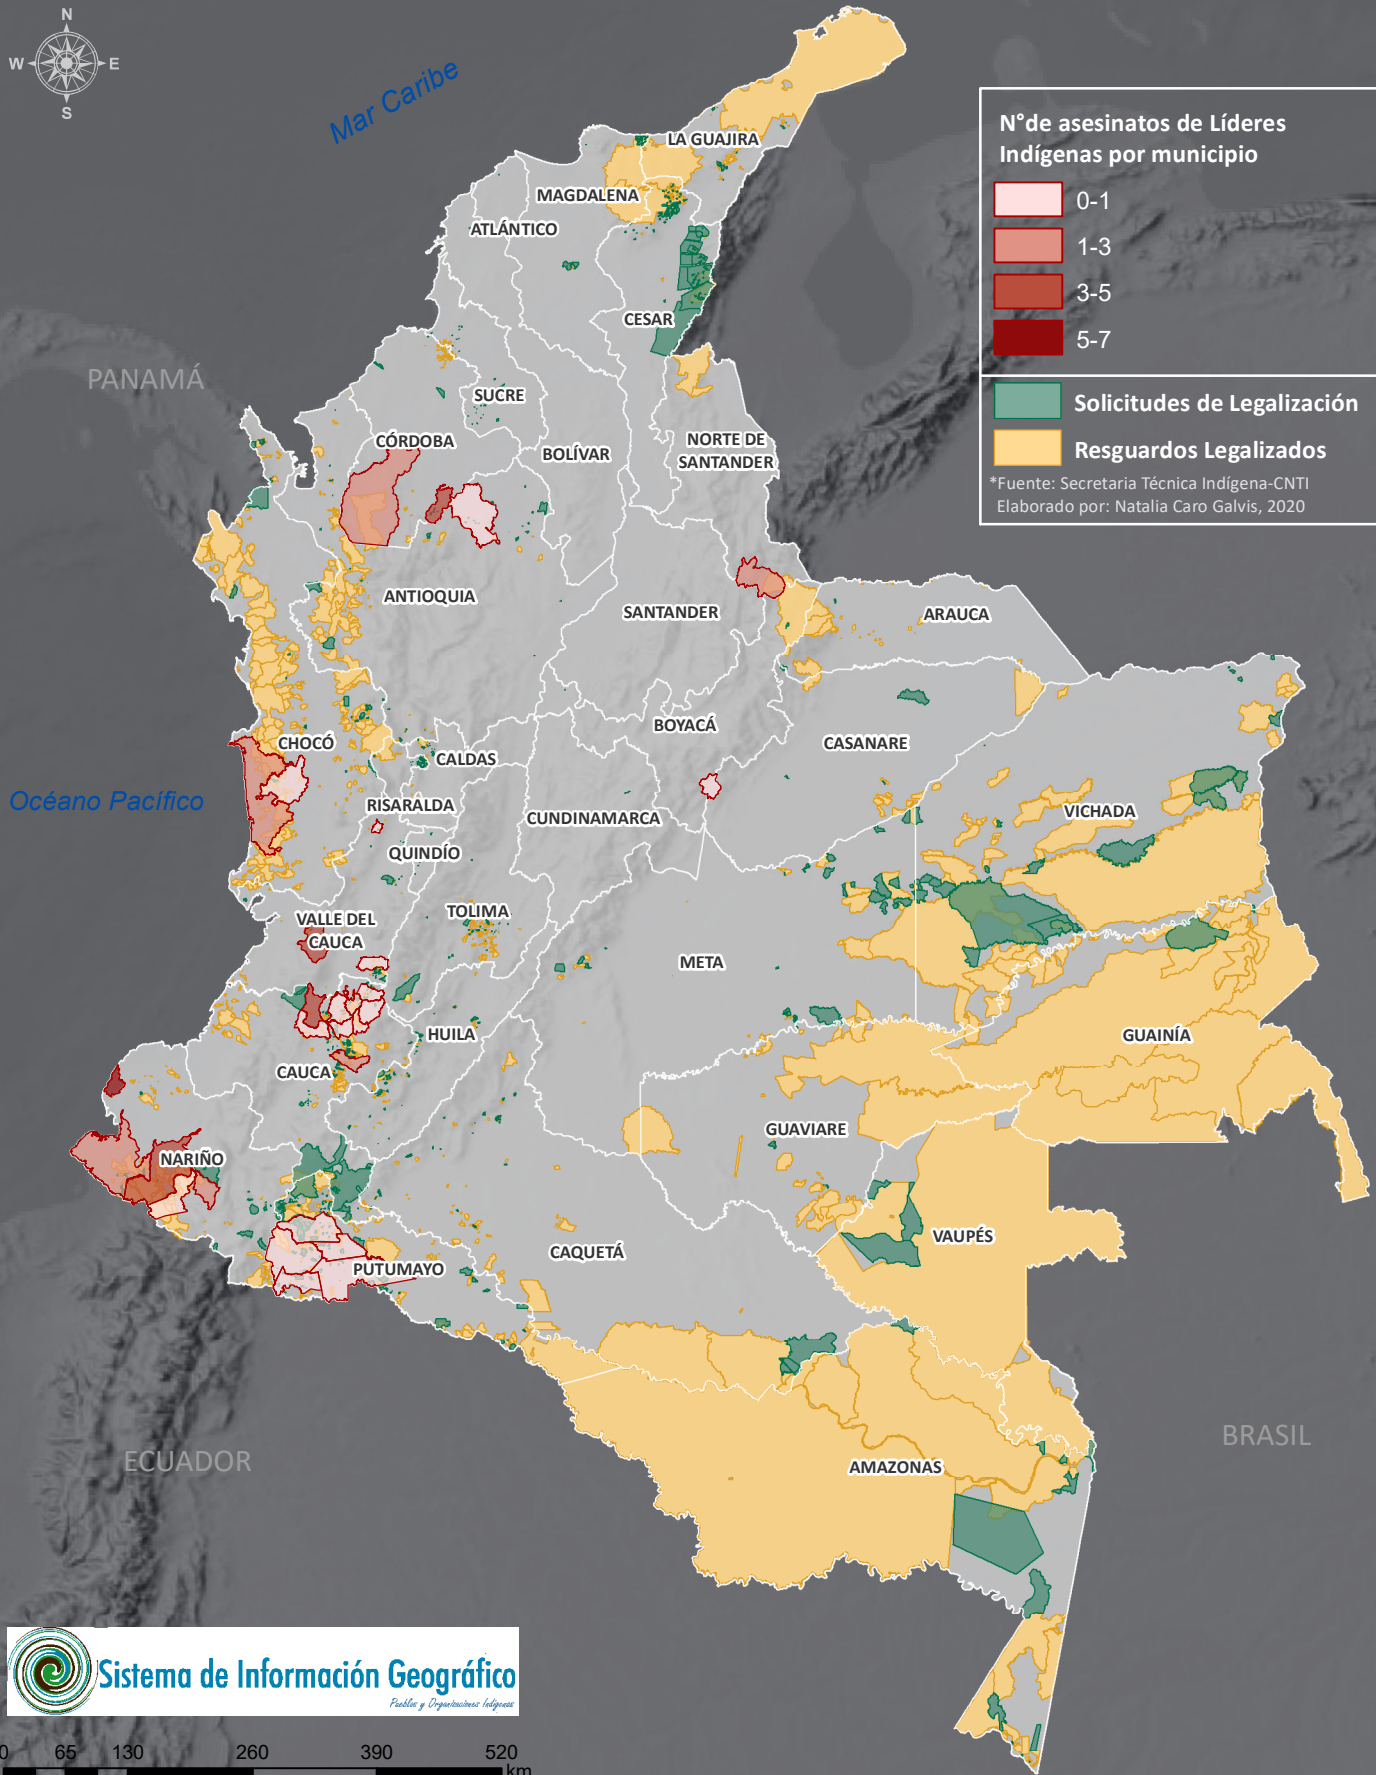 N
W
E
S
Mar Caribe
N°de asesinatos de Líderes
Indígenas por municipio
0-1
1-3
3-5
5-7
Solicitudes de Legalización
Resguardos Legalizados
*Fuente: Secretaria Técnica Indígena-CNTI
Elaborado por: Natalia Caro Galvis, 2020
LA GUAJIRA
MAGDALENA
ATLÁNTICO
CESAR
PANAMÁ
SUCRE
CÓRDOBA
BOLÍVAR
NORTE DE
SANTANDER
ANTIOQUIA
SANTANDER
ARAUCA
BOYACÁ
CHOCÓ
CASANARE
CALDAS
Océano Pacífico
RISARALDA
CUNDINAMARCA
VICHADA
QUINDÍO
TOLIMA
VALLE DEL
CAUCA
META
HUILA
GUAINÍA
CAUCA
GUAVIARE
NARIÑO
VAUPÉS
CAQUETÁ
PUTUMAYO
BRASIL
ECUADOR
AMAZONAS
Sistema de Información Geográfico
Pueblos y Organizaciones Indígenas
0 65 130 260 390 520
km